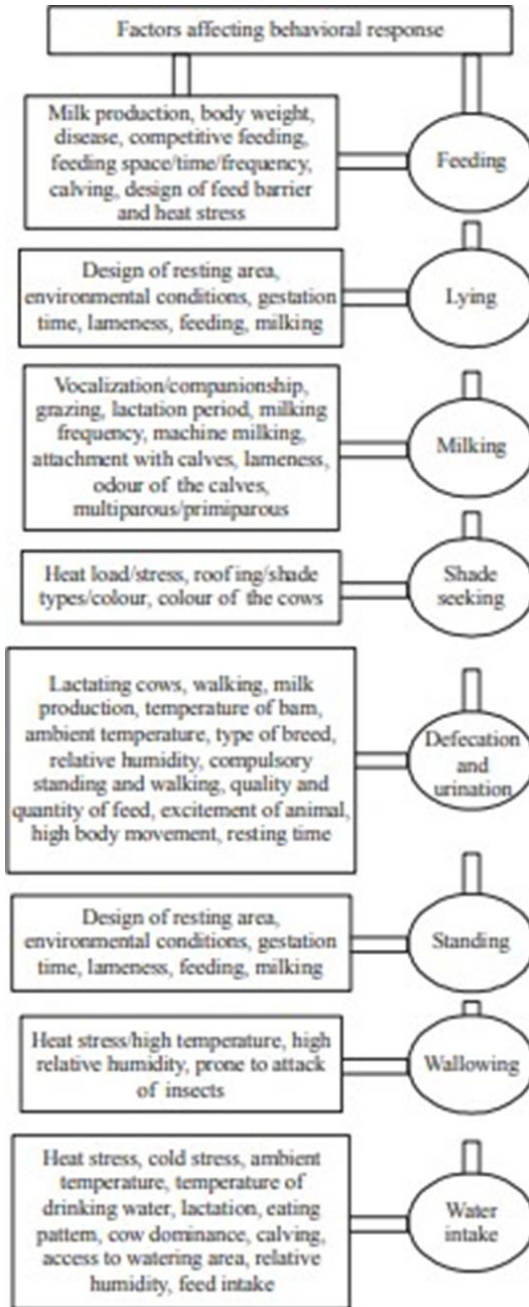 Factors affecting behavioral response
Milk production, body weight,
disease, competitive feeding,
feeding space/time/frequency,
calving, design of feed barrier
and heat stress
Feeding
Design of resting area,
environmental conditions, gestation
time, lameness, feeding, milking
Lying
Vocalization/companionship,
grazing, lactation period, milking
frequency, machine milking,
attachment with calves, lameness,
odour of the calves,
multiparous/primiparous
Milking
Heat load/stress, roofing/shade
types/colour, colour of the cows
Shade
seeking
Lactating cows, walking, milk
production, temperature of bam,
ambient temperature, type of breed,
relative humidity, compulsory
standing and walking, quality and
quantity of feed, excitement of animal,
high body movement, resting time
Defecation
and
urination
Design of resting area,
environmental conditions, gestation
time, lameness, feeding, milking
Standing
Heat stress/high temperature, high
relative humidity, prone to attack
of insects
Wallowing
Heat stress, cold stress, ambient
temperature, temperature of
drinking water, lactation, eating
pattern, cow dominance, calving,
access to watering area, relative
humidity, feed intake
Water
intake